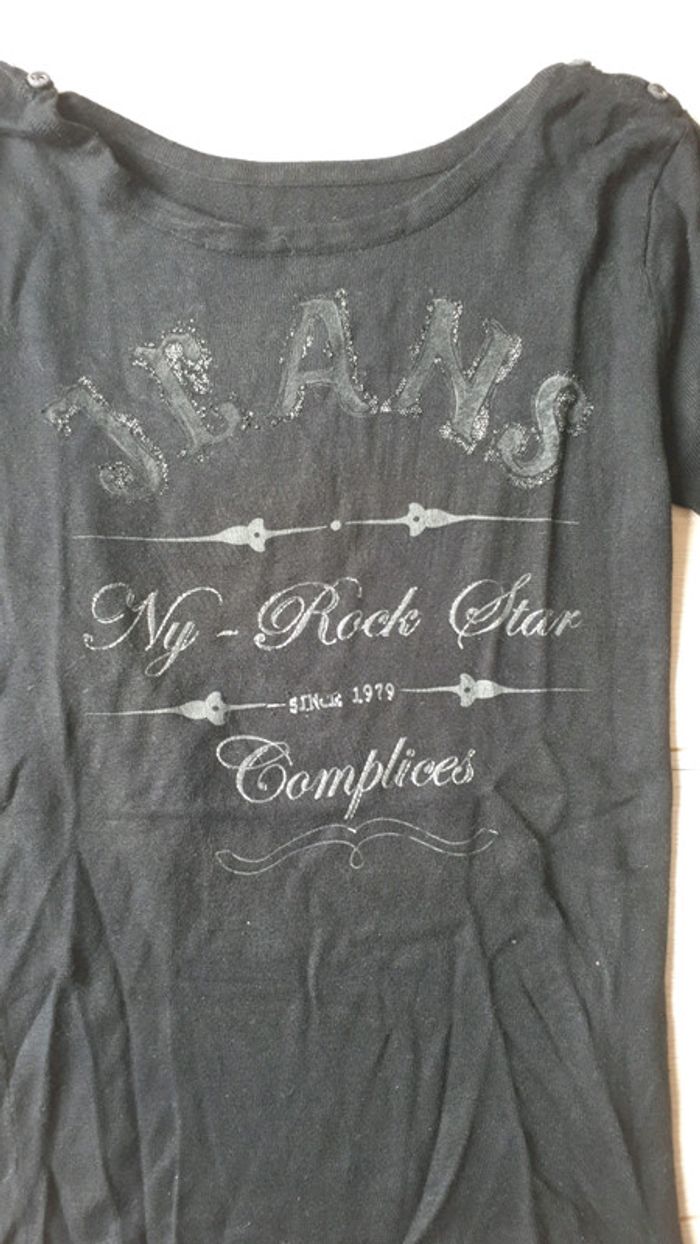 JEANS
Ny - Rock Star
SINCE 1979
Complices